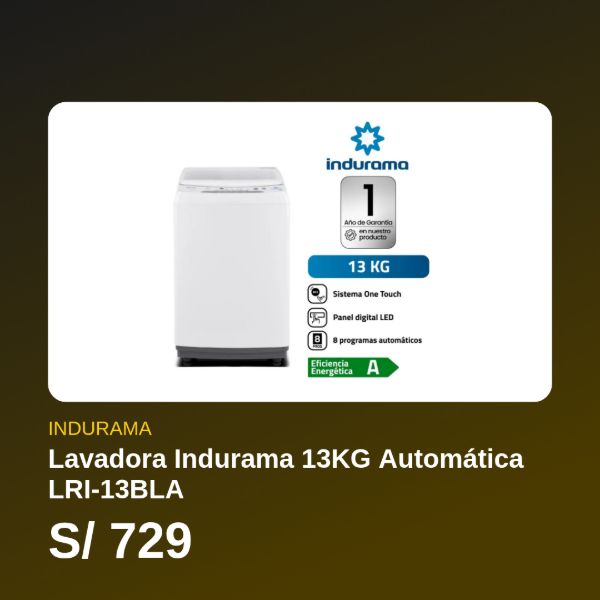 indurama
1
Año de Garantía
en nuestro
producto
13 KG
Sistema One Touch
Panel digital LED
8
8 programas automáticos
Eficiencia
Energética
A
INDURAMA
Lavadora Indurama 13KG Automática
LRI-13BLA
S/ 729